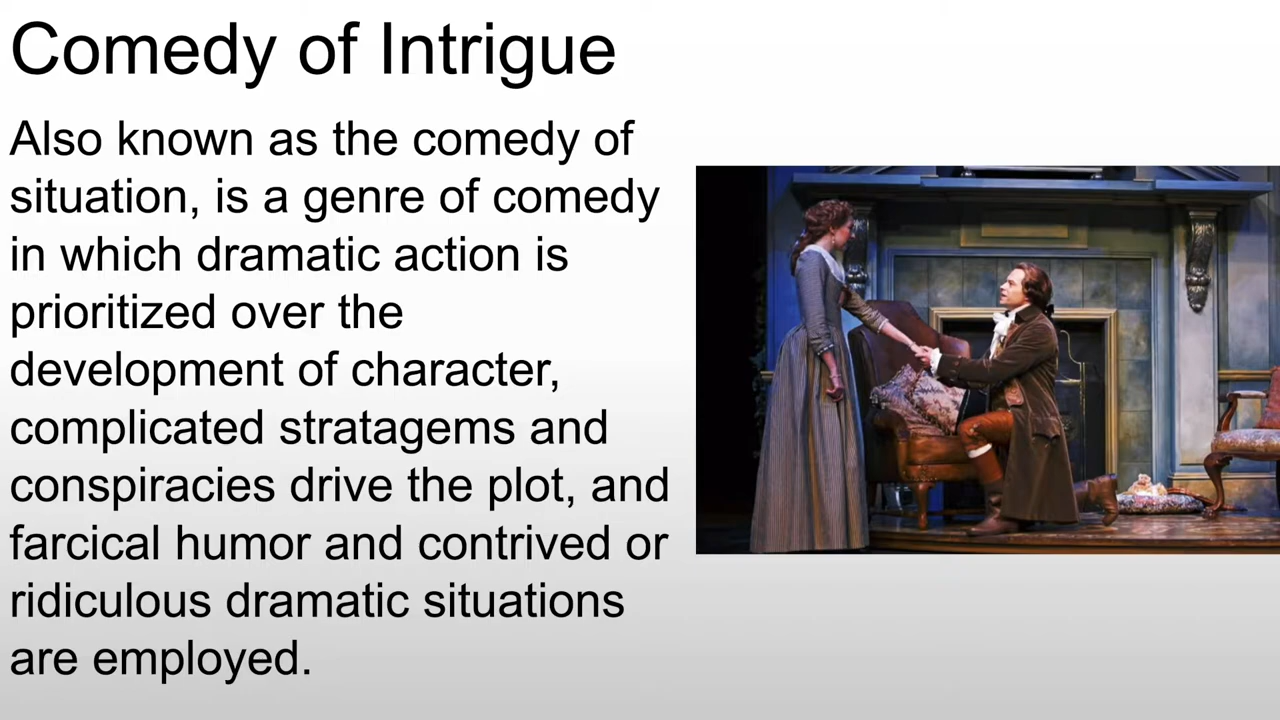 Comedy of Intrigue
Also known as the comedy of
situation, is a genre of comedy
in which dramatic action is
prioritized over the
development of character,
complicated stratagems and
conspiracies drive the plot, and
farcical humor and contrived or
ridiculous dramatic situations
are employed.